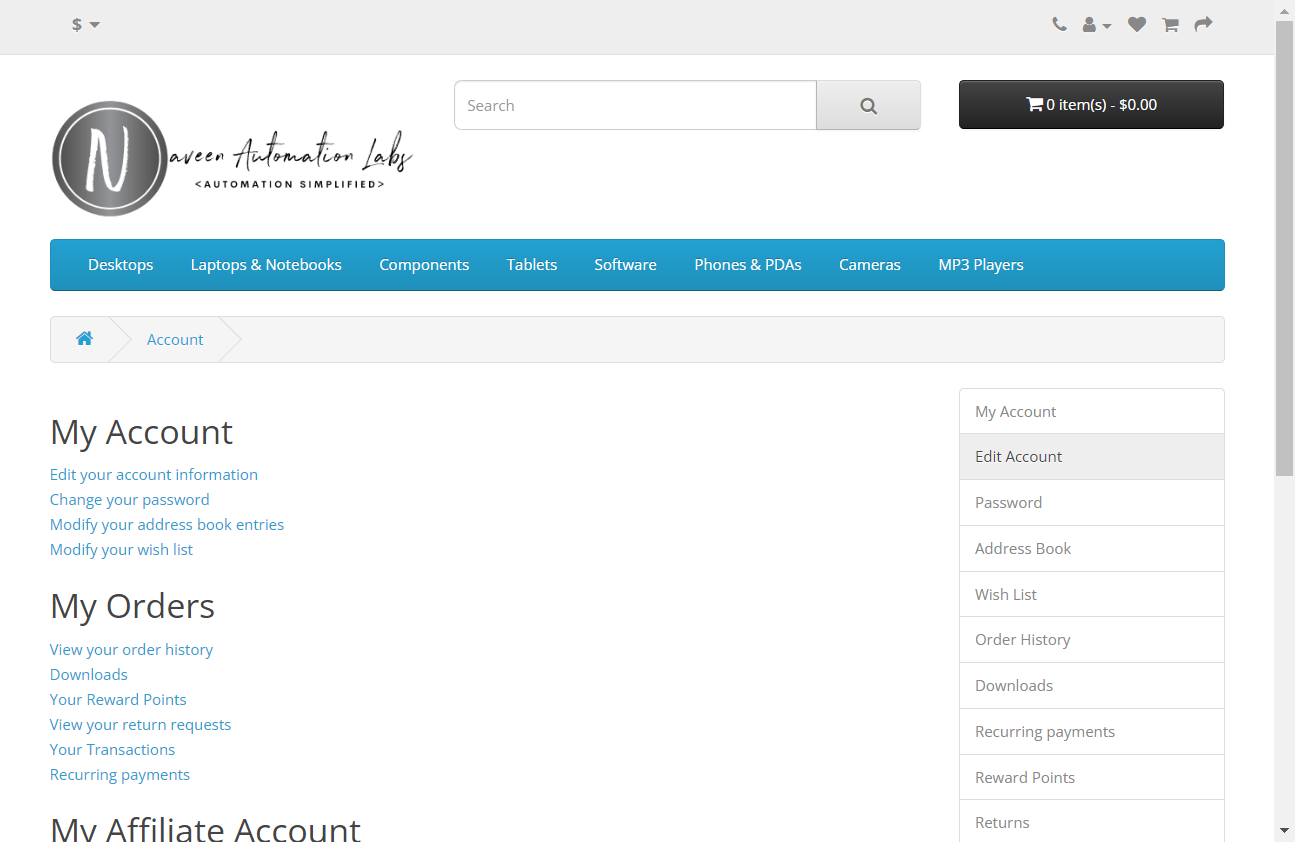 $
Search
0 item(s) - $0.00
N
aveen Automation Labs
<AUTOMATION SIMPLIFIED>
Desktops Laptops & Notebooks Components Tablets Software Phones & PDAs Cameras MP3 Players
Account
My Account
Edit your account information
Change your password
Modify your address book entries
Modify your wish list
My Orders
View your order history
Downloads
Your Reward Points
View your return requests
Your Transactions
Recurring payments
My Affiliate Account
My Account
Edit Account
Password
Address Book
Wish List
Order History
Downloads
Recurring payments
Reward Points
Returns